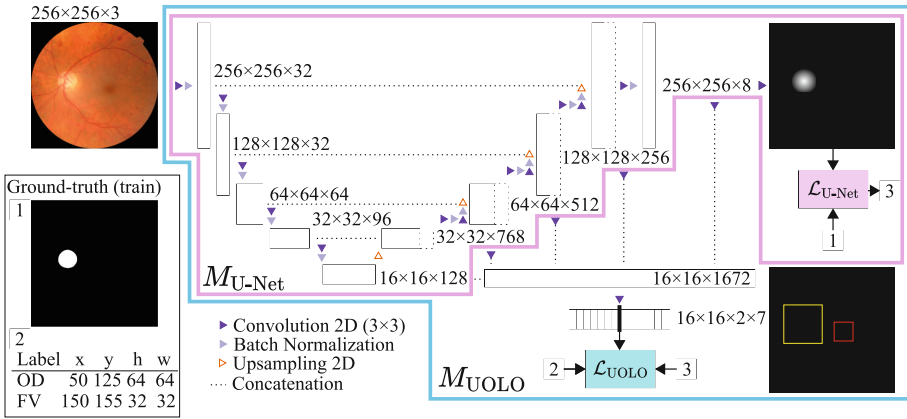 256×256×3
256×256×32
256×256×8
128×128×32
128×128×256
64×64×64
64×64×512
32×32×96
32×32×768
16×16×128
16×16×1672
16×16×2×7
M_U-Net
ℒ_U-Net
3
1
Ground-truth (train)
1
2
Label x y h w
OD 50 125 64 64
FV 150 155 32 32
Convolution 2D (3×3)
Batch Normalization
Upsampling 2D
Concatenation
M_UOLO
2
ℒ_UOLO
3